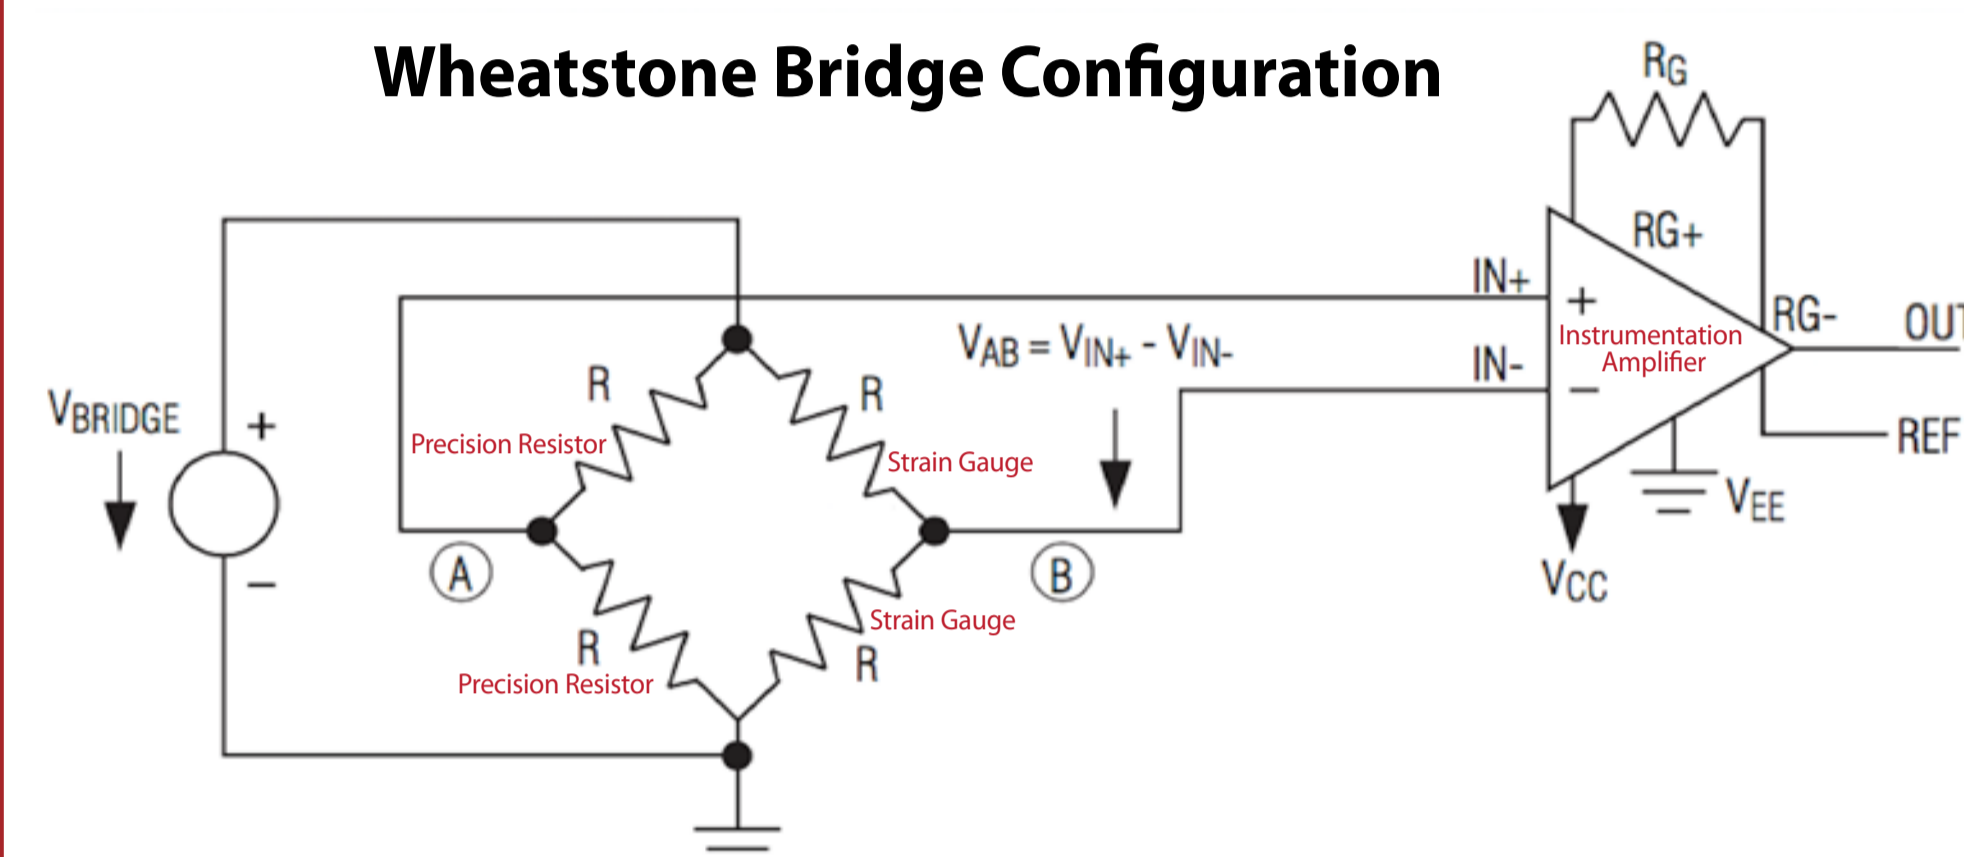 Wheatstone Bridge Configuration
RG
RG+
IN+
+
VBRIDGE
+
−
R
R
Precision Resistor
Strain Gauge
VAB = VIN+ - VIN-
IN-
−
Instrumentation
Amplifier
RG-
OUT
REF
VEE
VCC
A
B
R
Precision Resistor
Strain Gauge
R